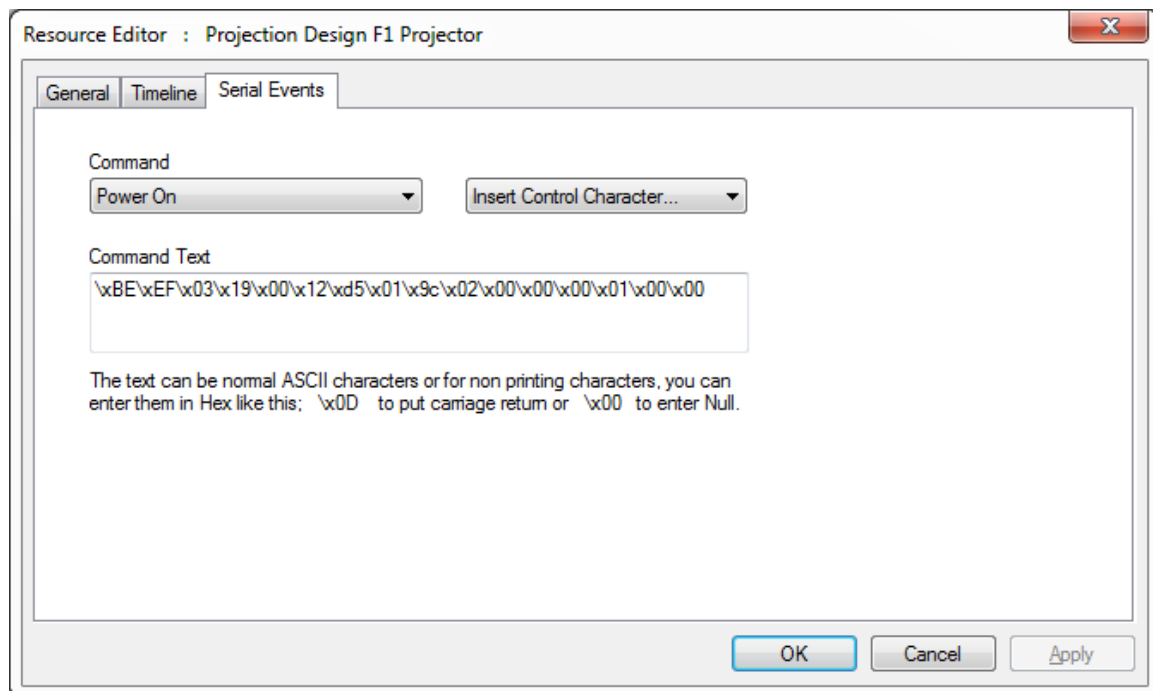 Resource Editor : Projection Design F1 Projector
X
General Timeline Serial Events
Command
Power On Insert Control Character...
Command Text
\xBE\xEF\x03\x19\x00\x12\xd5\x01\x9c\x02\x00\x00\x00\x01\x00\x00
The text can be normal ASCII characters or for non printing characters, you can
enter them in Hex like this; \x0D to put carriage return or \x00 to enter Null.
OK Cancel Apply